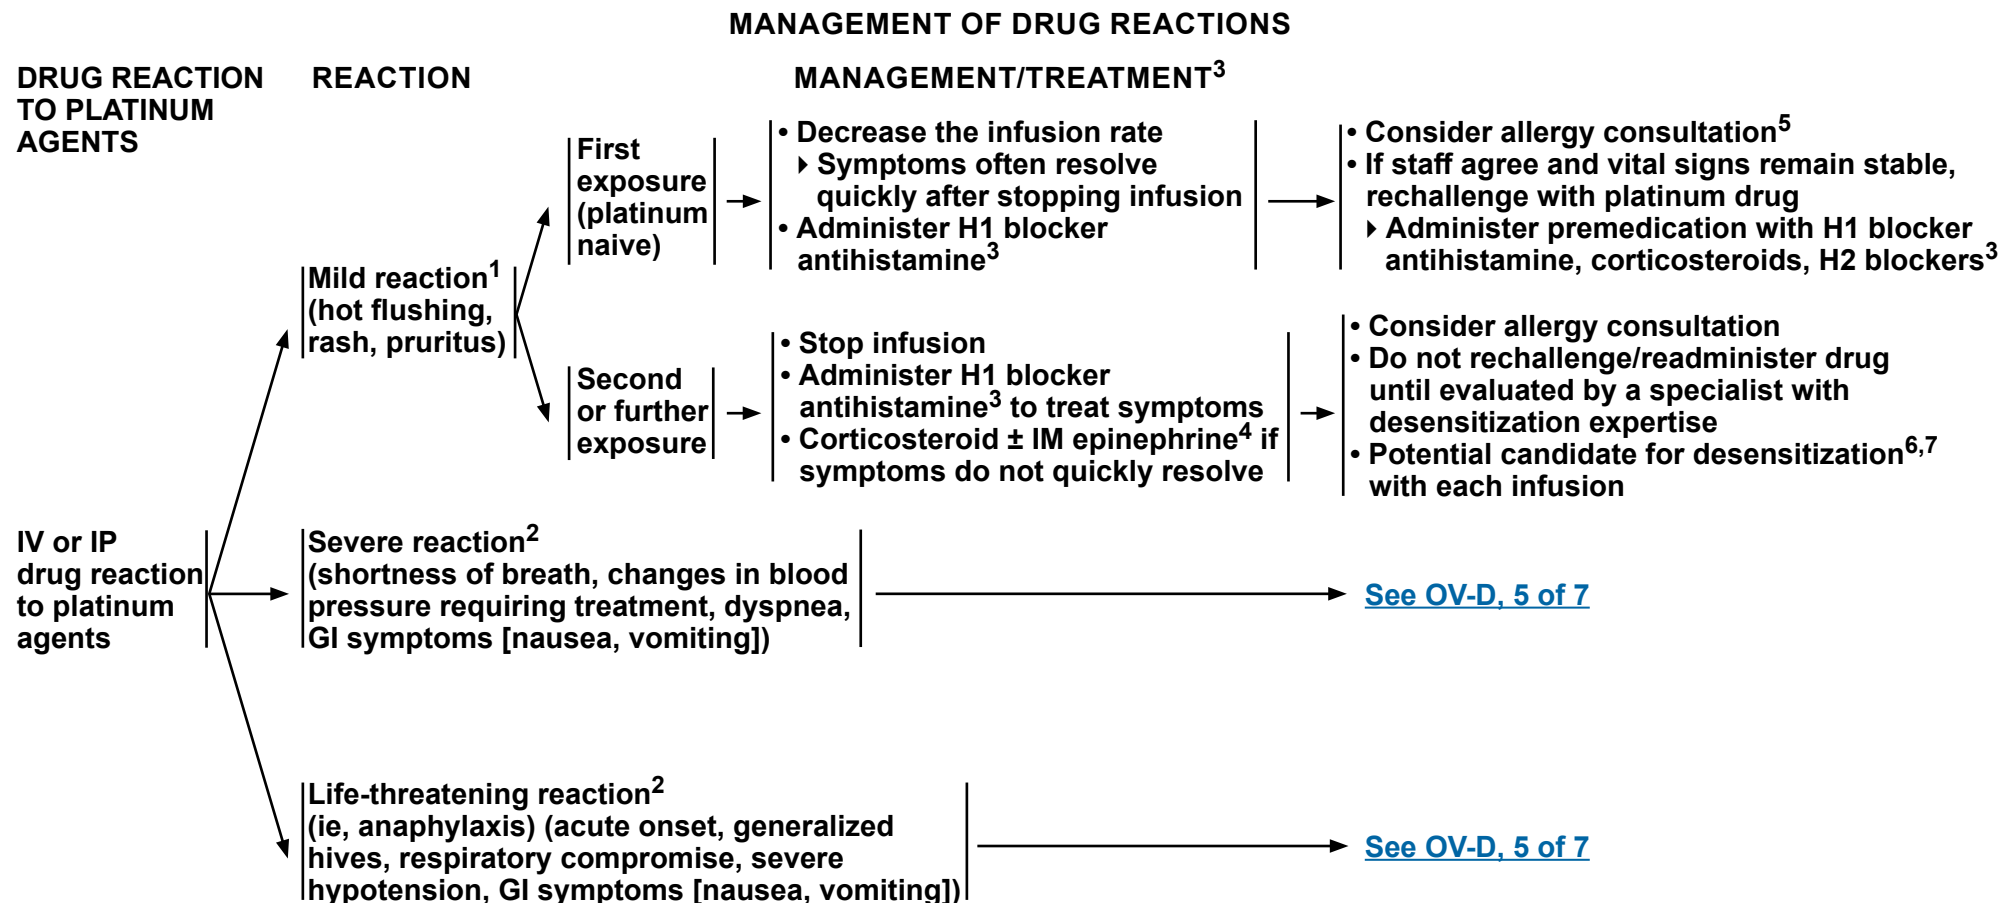 MANAGEMENT OF DRUG REACTIONS
DRUG REACTION
TO PLATINUM
AGENTS
REACTION
MANAGEMENT/TREATMENT3
First
exposure
(platinum
naive)
• Decrease the infusion rate
‣ Symptoms often resolve
quickly after stopping infusion
• Administer H1 blocker
antihistamine3
• Consider allergy consultation5
• If staff agree and vital signs remain stable,
rechallenge with platinum drug
‣ Administer premedication with H1 blocker
antihistamine, corticosteroids, H2 blockers3
Mild reaction1
(hot flushing,
rash, pruritus)
Second
or further
exposure
• Stop infusion
• Administer H1 blocker
antihistamine3 to treat symptoms
• Corticosteroid ± IM epinephrine4 if
symptoms do not quickly resolve
• Consider allergy consultation
• Do not rechallenge/readminister drug
until evaluated by a specialist with
desensitization expertise
• Potential candidate for desensitization6,7
with each infusion
IV or IP
drug reaction
to platinum
agents
Severe reaction2
(shortness of breath, changes in blood
pressure requiring treatment, dyspnea,
GI symptoms [nausea, vomiting])
See OV-D, 5 of 7
Life-threatening reaction2
(ie, anaphylaxis) (acute onset, generalized
hives, respiratory compromise, severe
hypotension, GI symptoms [nausea, vomiting])
See OV-D, 5 of 7